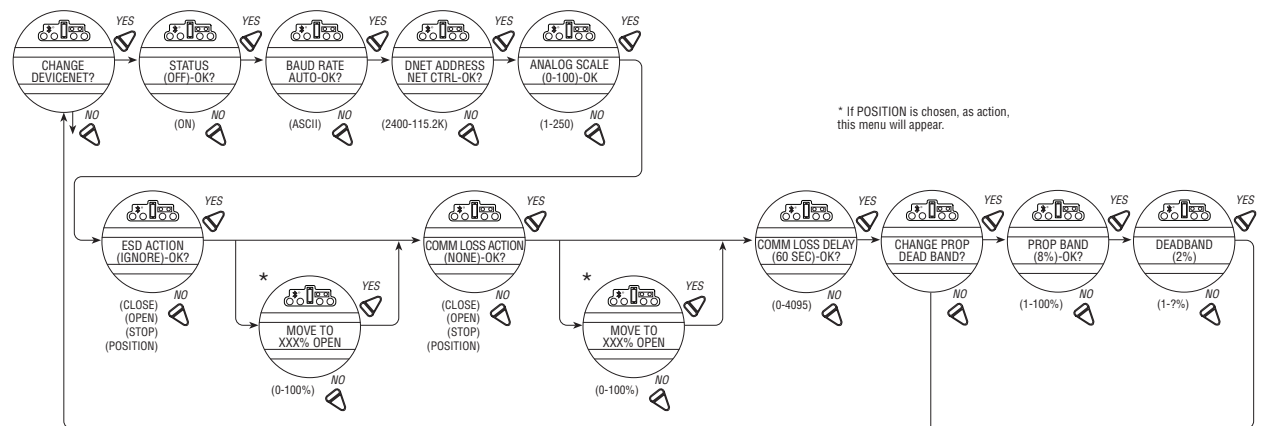 YES
CHANGE
DEVICENET?
NO
YES
STATUS
(OFF)-OK?
NO
(ON)
YES
BAUD RATE
AUTO-OK?
NO
(ASCII)
YES
DNET ADDRESS
NET CTRL-OK?
NO
(2400-115.2K)
YES
ANALOG SCALE
(0-100)-OK
NO
(1-250)
* If POSITION is chosen, as action,
this menu will appear.
YES
ESD ACTION
(IGNORE)-OK?
NO
(CLOSE)
(OPEN)
(STOP)
(POSITION)
*
YES
MOVE TO
XXX% OPEN
NO
(0-100%)
YES
COMM LOSS ACTION
(NONE)-OK?
NO
(CLOSE)
(OPEN)
(STOP)
(POSITION)
*
YES
MOVE TO
XXX% OPEN
NO
(0-100%)
YES
COMM LOSS DELAY
(60 SEC)-OK?
NO
(0-4095)
YES
CHANGE PROP
DEAD BAND?
NO
YES
PROP BAND
(8%)-OK?
NO
(1-100%)
YES
DEADBAND
(2%)
NO
(1-?%)